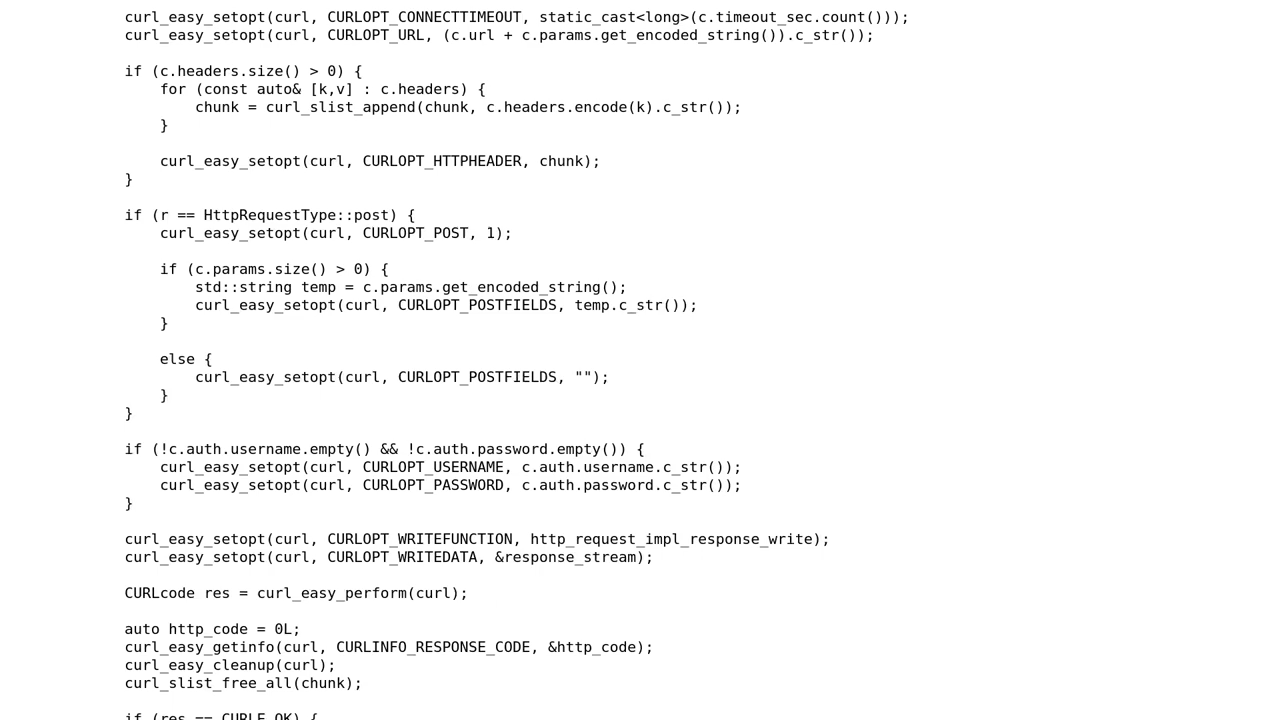 curl_easy_setopt(curl, CURLOPT_CONNECTTIMEOUT, static_cast<long>(c.timeout_sec.count()));
curl_easy_setopt(curl, CURLOPT_URL, (c.url + c.params.get_encoded_string()).c_str());

if (c.headers.size() > 0) {
    for (const auto& [k,v] : c.headers) {
        chunk = curl_slist_append(chunk, c.headers.encode(k).c_str());
    }

    curl_easy_setopt(curl, CURLOPT_HTTPHEADER, chunk);
}

if (r == HttpRequestType::post) {
    curl_easy_setopt(curl, CURLOPT_POST, 1);

    if (c.params.size() > 0) {
        std::string temp = c.params.get_encoded_string();
        curl_easy_setopt(curl, CURLOPT_POSTFIELDS, temp.c_str());
    }

    else {
        curl_easy_setopt(curl, CURLOPT_POSTFIELDS, "");
    }
}

if (!c.auth.username.empty() && !c.auth.password.empty()) {
    curl_easy_setopt(curl, CURLOPT_USERNAME, c.auth.username.c_str());
    curl_easy_setopt(curl, CURLOPT_PASSWORD, c.auth.password.c_str());
}

curl_easy_setopt(curl, CURLOPT_WRITEFUNCTION, http_request_impl_response_write);
curl_easy_setopt(curl, CURLOPT_WRITEDATA, &response_stream);

CURLcode res = curl_easy_perform(curl);

auto http_code = 0L;
curl_easy_getinfo(curl, CURLINFO_RESPONSE_CODE, &http_code);
curl_easy_cleanup(curl);
curl_slist_free_all(chunk);

if (res == CURLE_OK) {